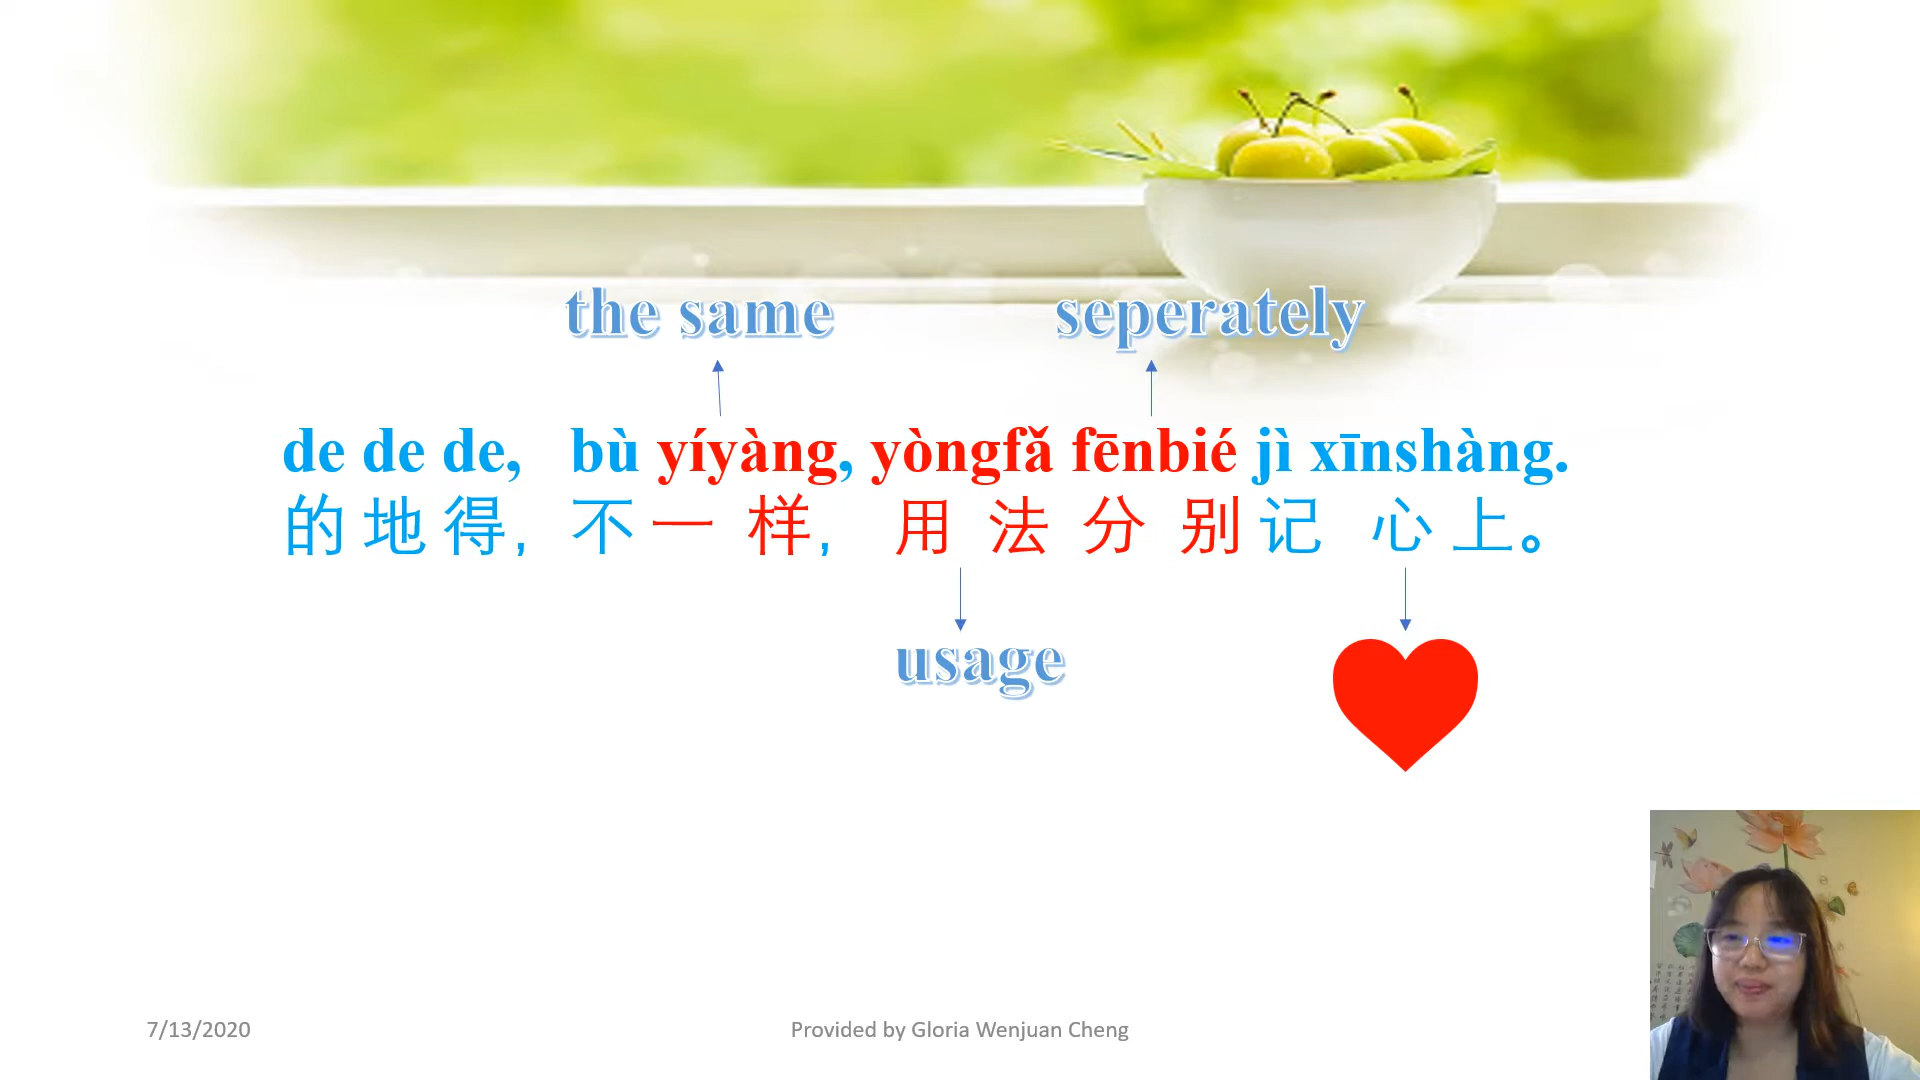 the same seperately
de de de, bù yíyàng, yòngfǎ fēnbié jì xīnshàng.
的地得, 不一样, 用法分别记心上。
usage
7/13/2020 Provided by Gloria Wenjuan Cheng